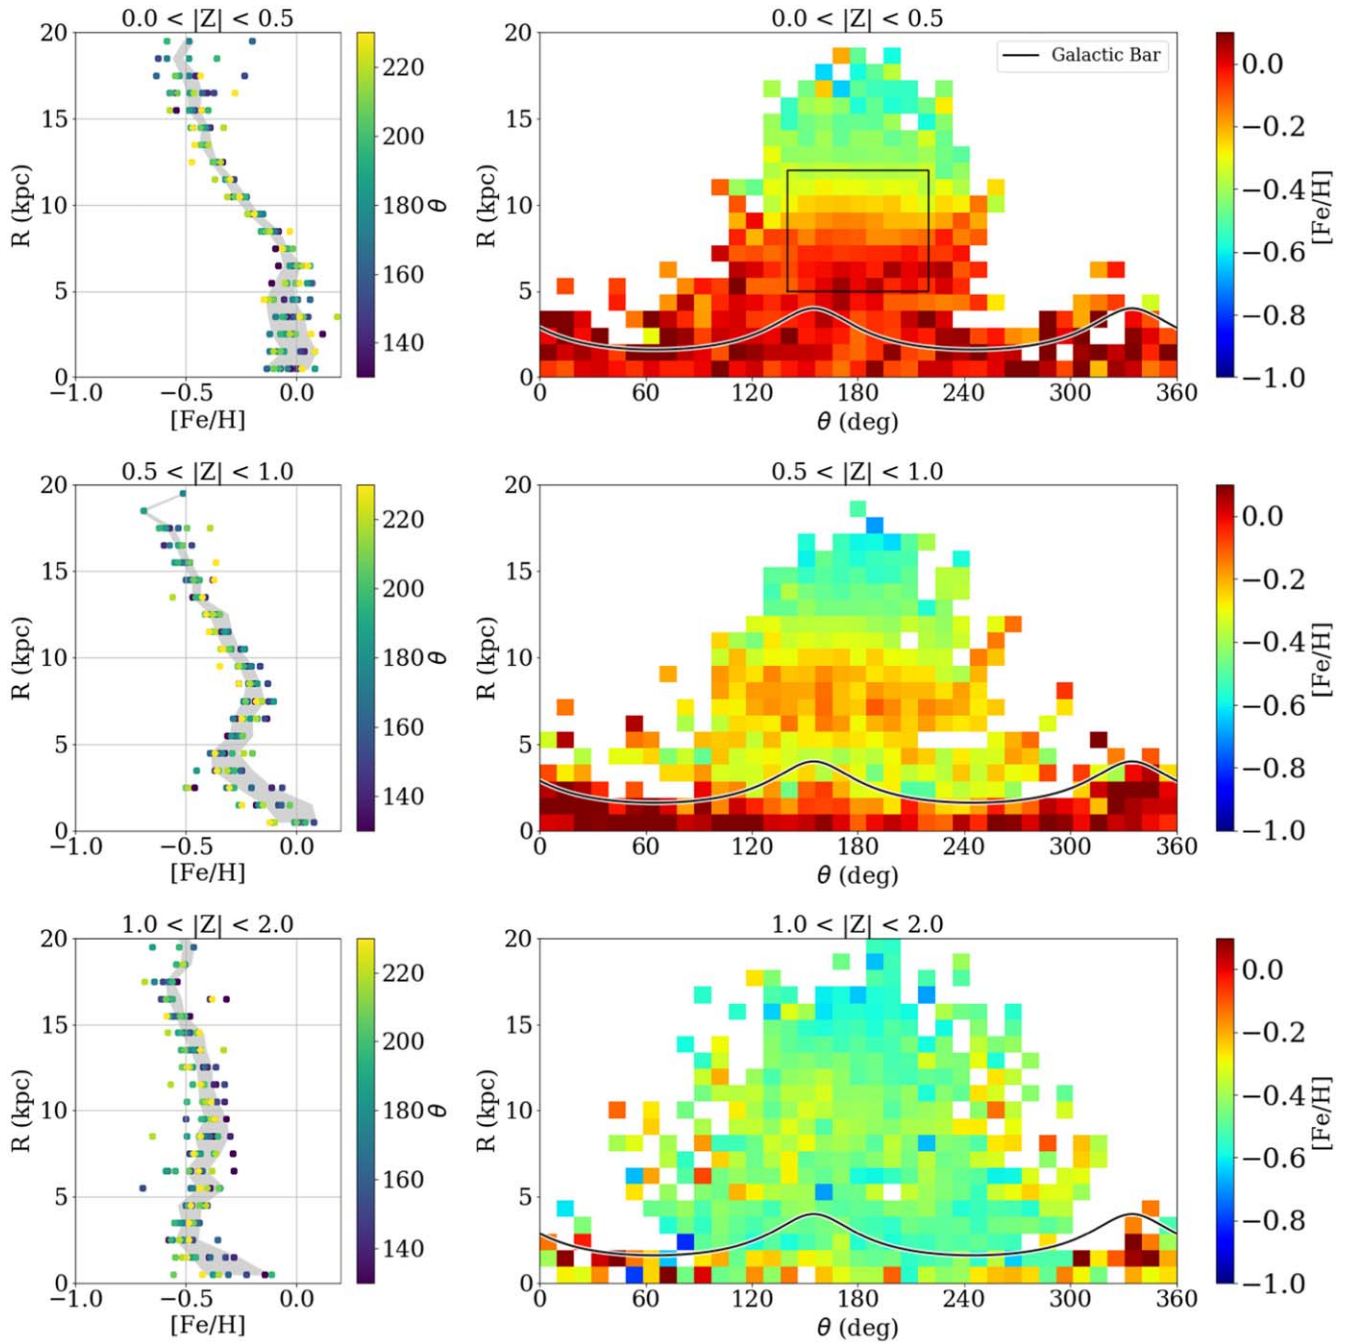 0.0 < |Z| < 0.5
0.0 < |Z| < 0.5
R (kpc)
20
15
10
5
0
−1.0 −0.5 0.0
[Fe/H]
220
200
180
160
140
θ
R (kpc)
20
15
10
5
0
Galactic Bar
0 60 120 180 240 300 360
θ (deg)
0.0
−0.2
−0.4
−0.6
−0.8
−1.0
[Fe/H]
0.5 < |Z| < 1.0
0.5 < |Z| < 1.0
R (kpc)
20
15
10
5
0
−1.0 −0.5 0.0
[Fe/H]
220
200
180
160
140
θ
R (kpc)
20
15
10
5
0
0 60 120 180 240 300 360
θ (deg)
0.0
−0.2
−0.4
−0.6
−0.8
−1.0
[Fe/H]
1.0 < |Z| < 2.0
1.0 < |Z| < 2.0
R (kpc)
20
15
10
5
0
−1.0 −0.5 0.0
[Fe/H]
220
200
180
160
140
θ
R (kpc)
20
15
10
5
0
0 60 120 180 240 300 360
θ (deg)
0.0
−0.2
−0.4
−0.6
−0.8
−1.0
[Fe/H]